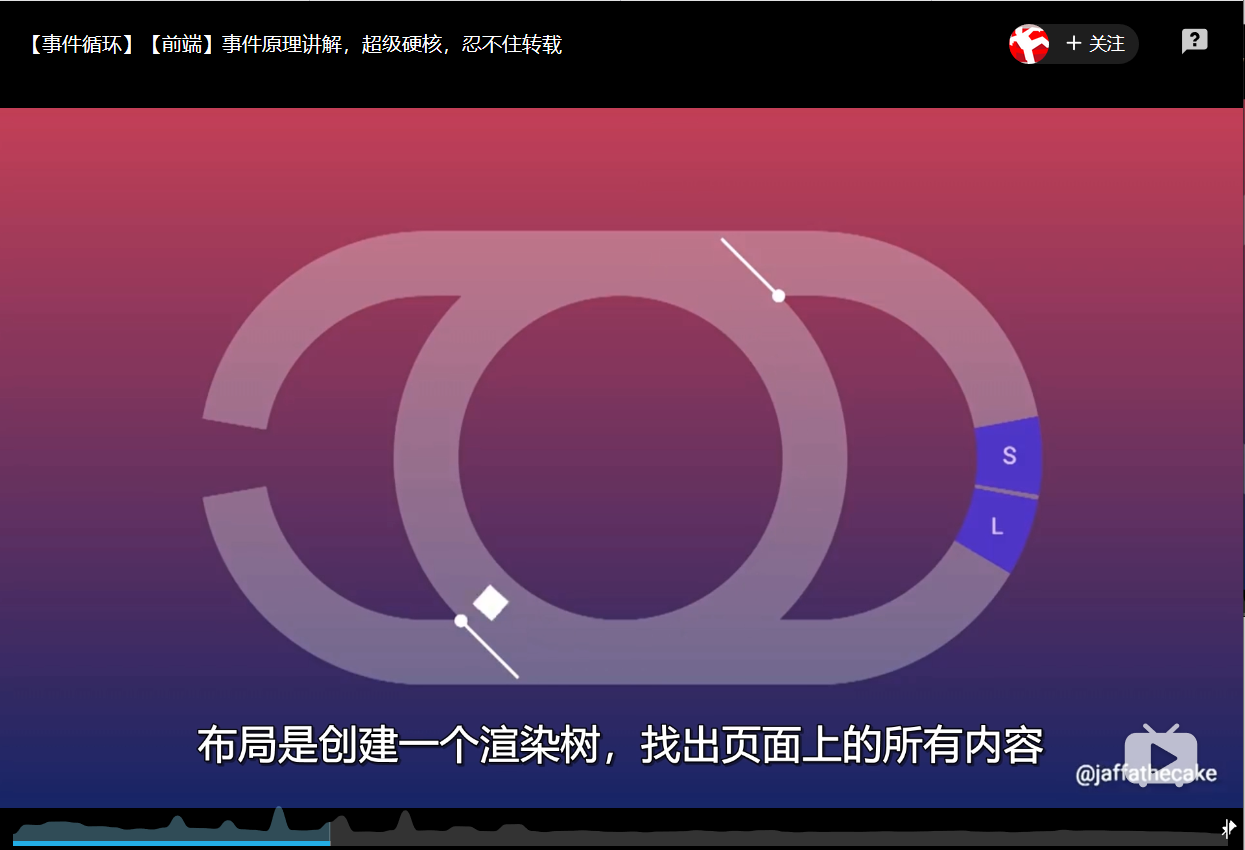 【事件循环】【前端】事件原理讲解，超级硬核，忍不住转载
+ 关注
?
S
L
布局是创建一个渲染树，找出页面上的所有内容
@jaffathecake